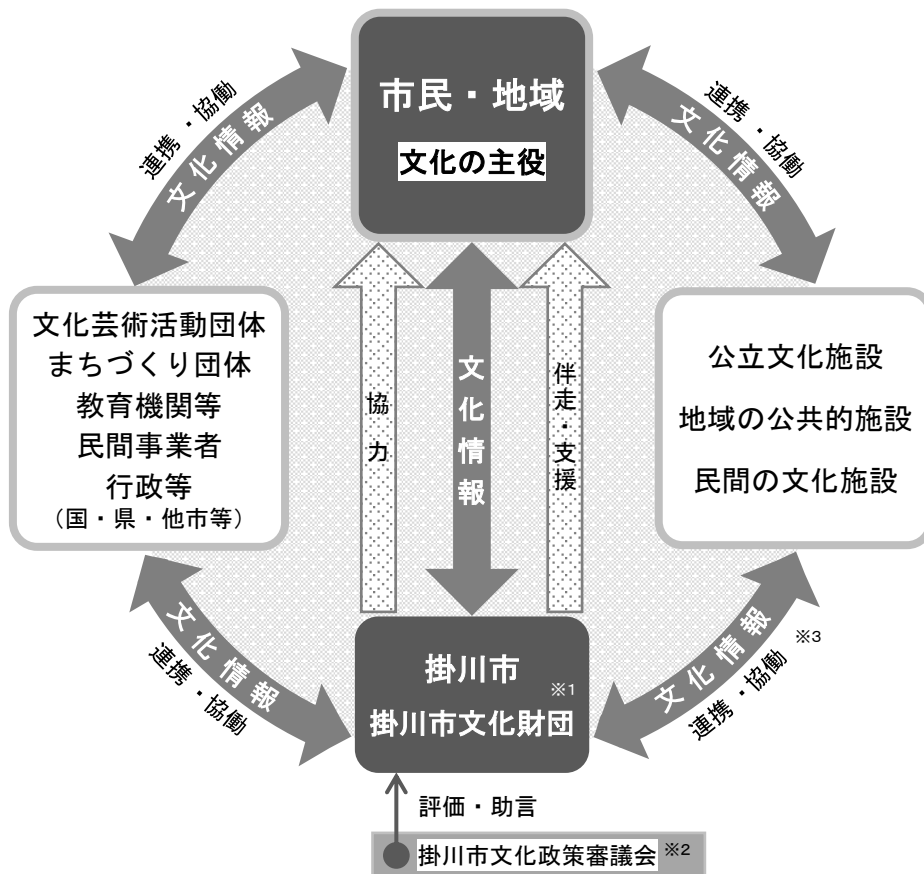 市民・地域
文化の主役
連携・協働
文化情報
連携・協働
文化情報
文化芸術活動団体
まちづくり団体
教育機関等
民間事業者
行政等
（国・県・他市等）
協力
文化情報
伴走・支援
公立文化施設
地域の公共的施設
民間の文化施設
文化情報
連携・協働
文化情報
連携・協働 ※3
掛川市
掛川市文化財団 ※1
評価・助言
掛川市文化政策審議会 ※2